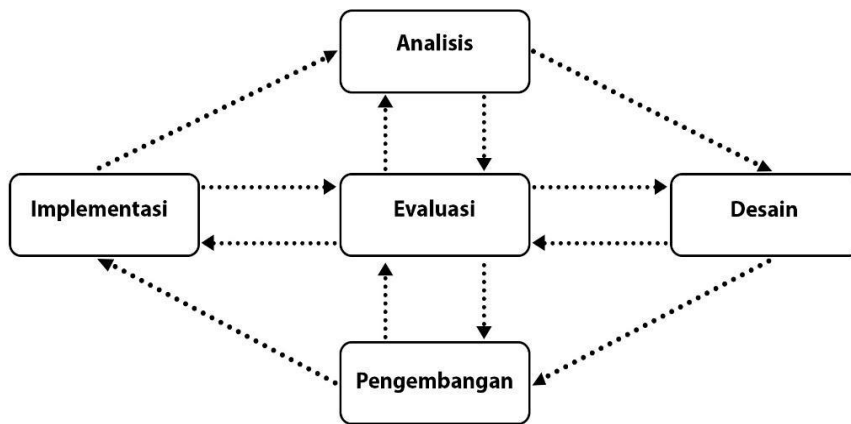 Analisis
Implementasi
Evaluasi
Desain
Pengembangan